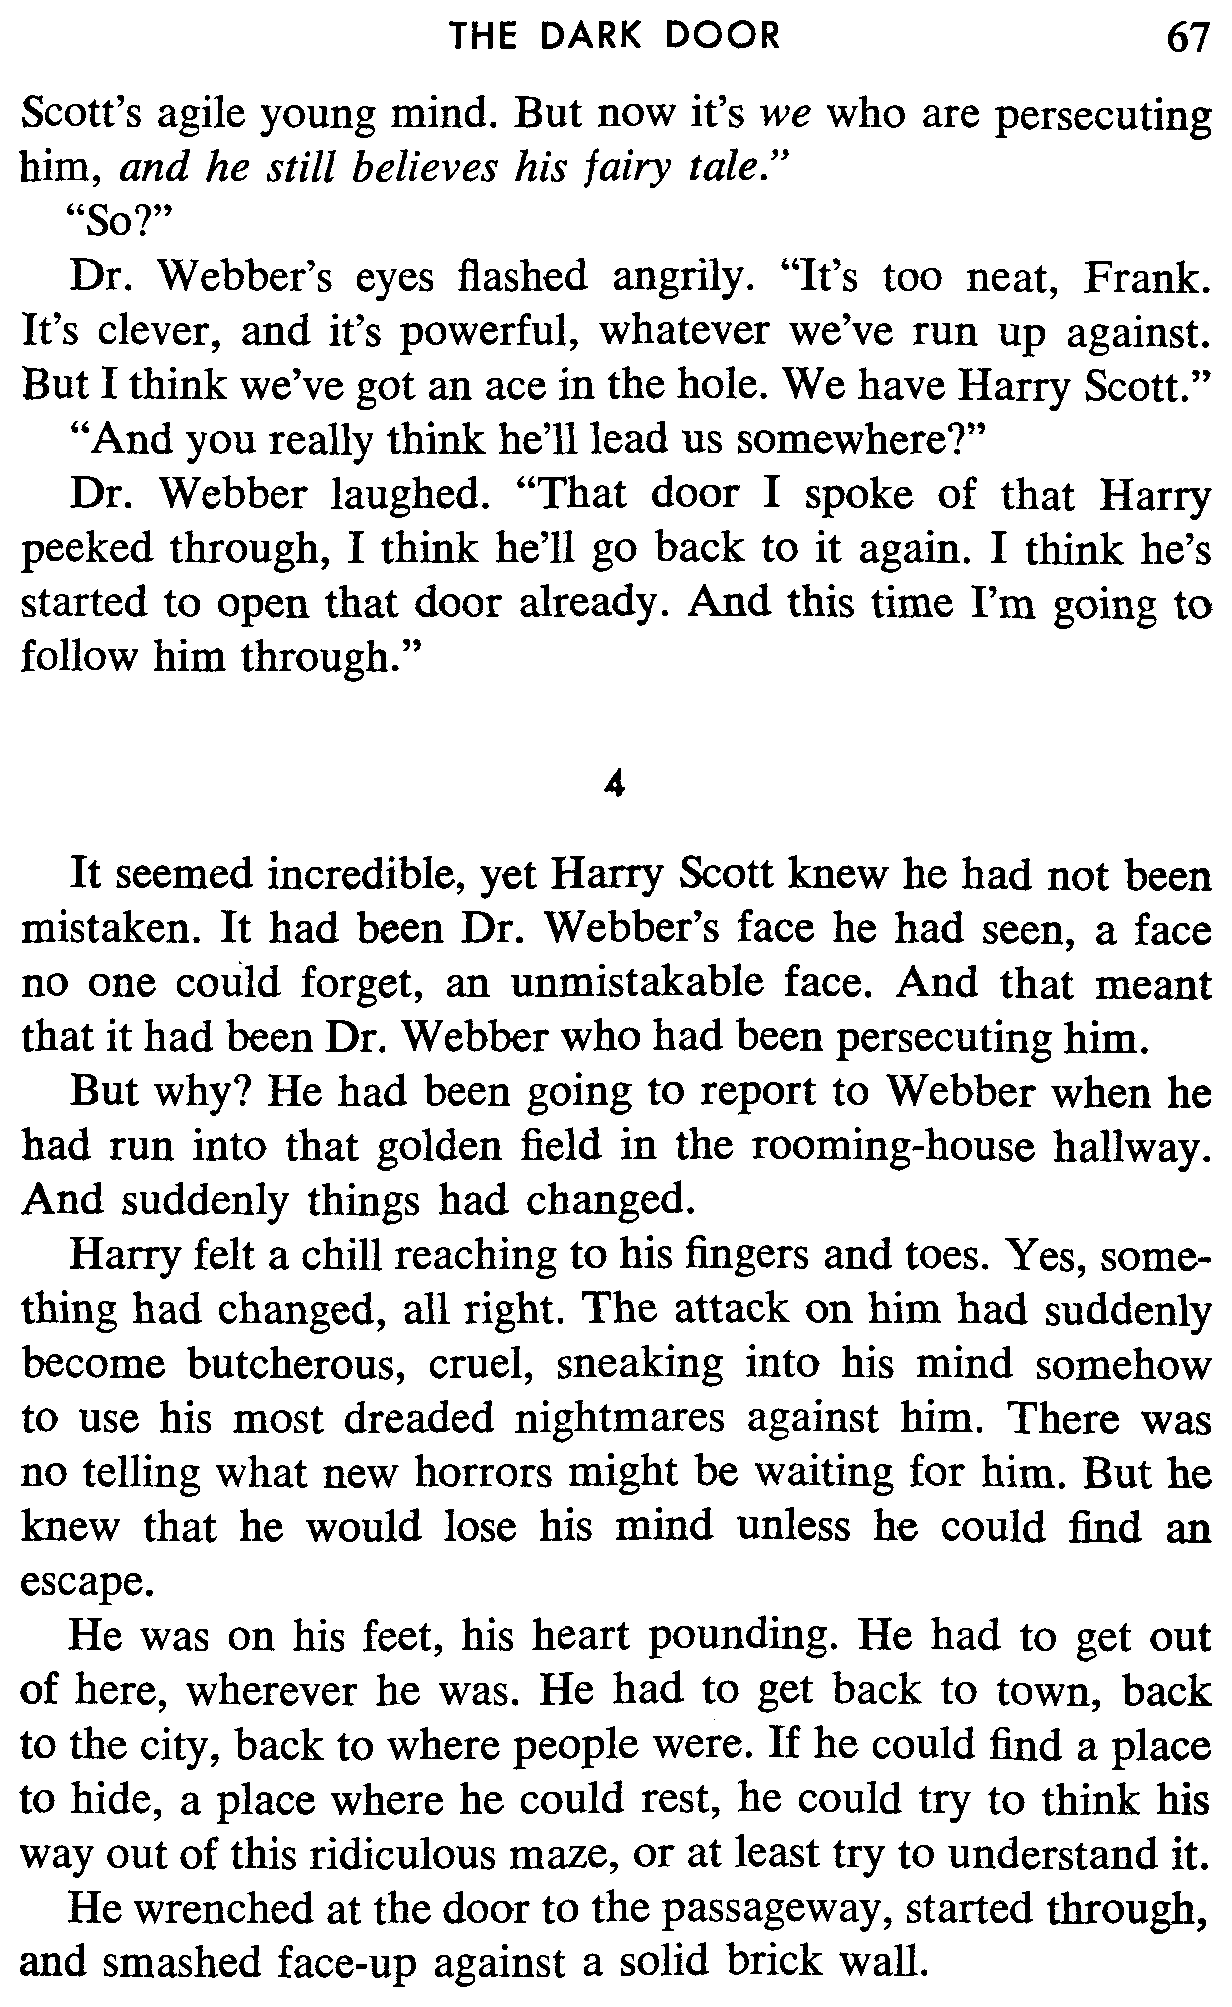 THE DARK DOOR 67
Scott's agile young mind. But now it's we who are persecuting
him, and he still believes his fairy tale."
"So?"
Dr. Webber's eyes flashed angrily. "It's too neat, Frank.
It's clever, and it's powerful, whatever we've run up against.
But I think we've got an ace in the hole. We have Harry Scott."
"And you really think he'll lead us somewhere?"
Dr. Webber laughed. "That door I spoke of that Harry
peeked through, I think he'll go back to it again. I think he's
started to open that door already. And this time I'm going to
follow him through."
4
It seemed incredible, yet Harry Scott knew he had not been
mistaken. It had been Dr. Webber's face he had seen, a face
no one could forget, an unmistakable face. And that meant
that it had been Dr. Webber who had been persecuting him.
But why? He had been going to report to Webber when he
had run into that golden field in the rooming-house hallway.
And suddenly things had changed.
Harry felt a chill reaching to his fingers and toes. Yes, some-
thing had changed, all right. The attack on him had suddenly
become butcherous, cruel, sneaking into his mind somehow
to use his most dreaded nightmares against him. There was
no telling what new horrors might be waiting for him. But he
knew that he would lose his mind unless he could find an
escape.
He was on his feet, his heart pounding. He had to get out
of here, wherever he was. He had to get back to town, back
to the city, back to where people were. If he could find a place
to hide, a place where he could rest, he could try to think his
way out of this ridiculous maze, or at least try to understand it.
He wrenched at the door to the passageway, started through,
and smashed face-up against a solid brick wall.